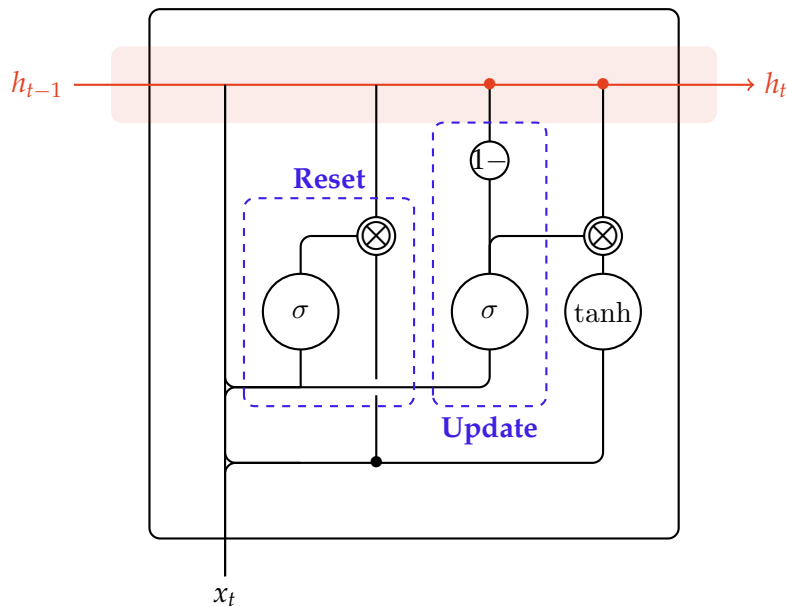 h_{t−1}
h_t
1−
Reset
σ
σ
tanh
Update
x_t